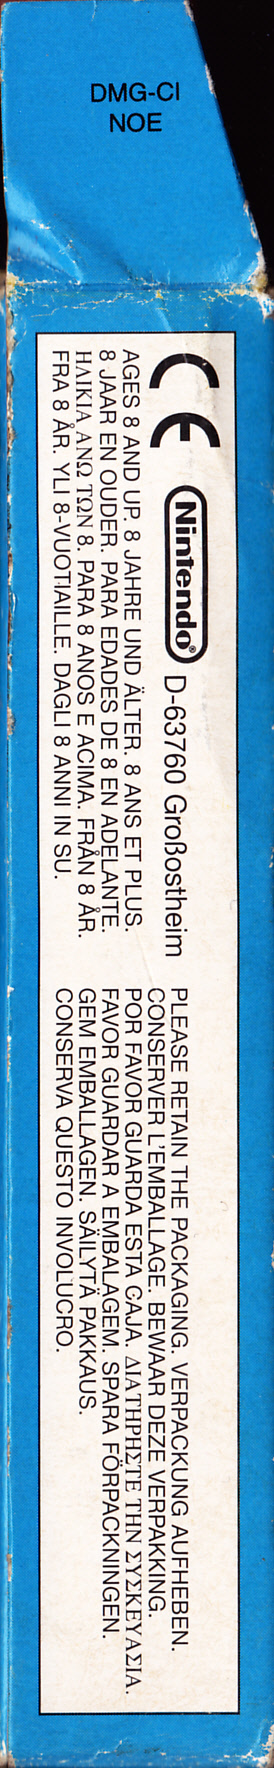 DMG-CI
NOE
CE Nintendo® D-63760 Großostheim
AGES 8 AND UP. 8 JAHRE UND ÄLTER. 8 ANS ET PLUS.
8 JAAR EN OUDER. PARA EDADES DE 8 EN ADELANTE.
ΗΛΙΚΙΑ ΑΝΩ ΤΩΝ 8. PARA 8 ANOS E ACIMA. FRÅN 8 ÅR.
FRA 8 ÅR. YLI 8-VUOTIAILLE. DAGLI 8 ANNI IN SU.
PLEASE RETAIN THE PACKAGING. VERPACKUNG AUFHEBEN.
CONSERVER L'EMBALLAGE. BEWAAR DEZE VERPAKKING.
POR FAVOR GUARDA ESTA CAJA. ΔΙΑΤΗΡΗΣΤΕ ΤΗΝ ΣΥΣΚΕΥΑΣΙΑ.
FAVOR GUARDAR A EMBALAGEM. SPARA FÖRPACKNINGEN.
GEM EMBALLAGEN. SÄILYTÄ PAKKAUS.
CONSERVA QUESTO INVOLUCRO.